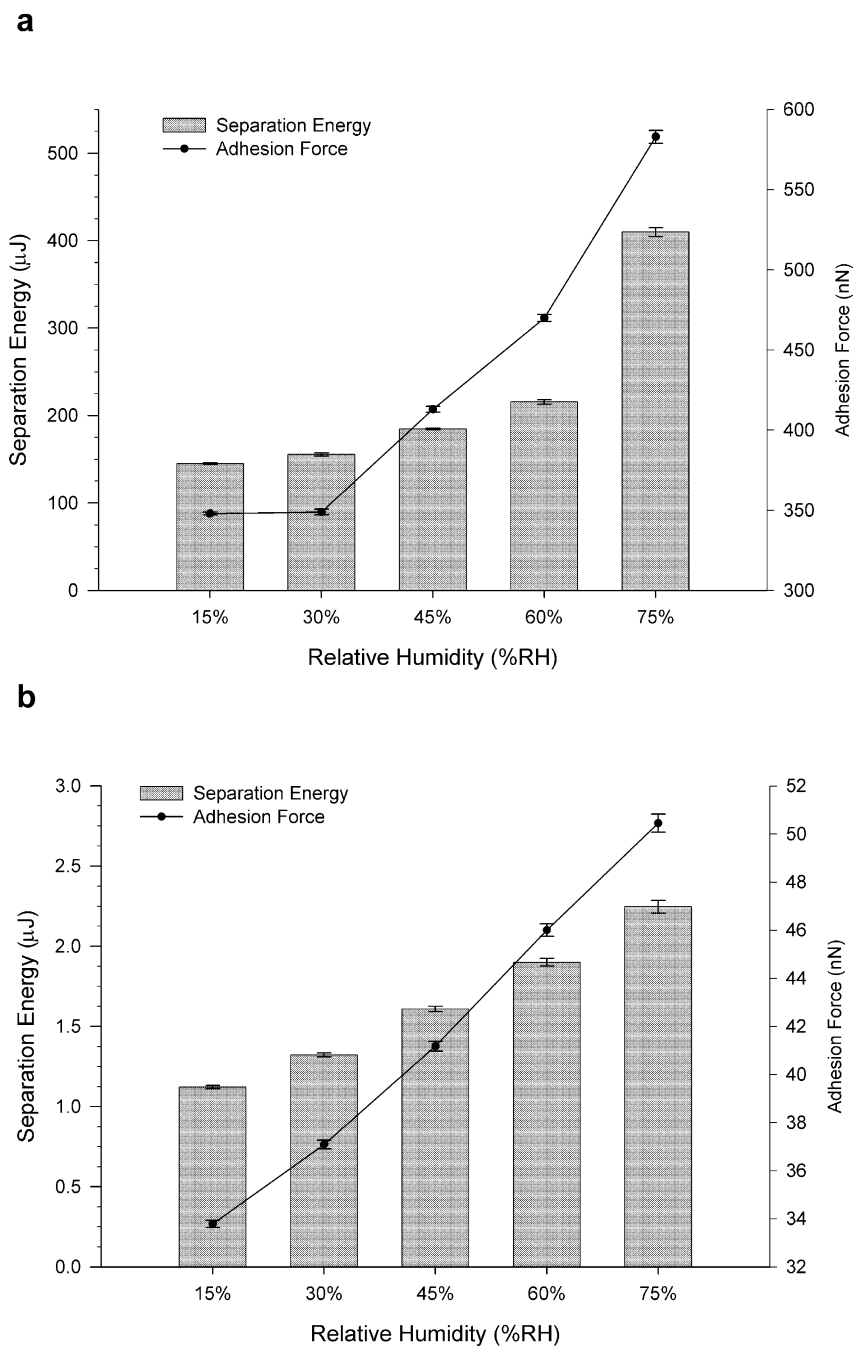 a
Separation Energy
Adhesion Force
500
400
300
200
100
0
Separation Energy (μJ)
600
550
500
450
400
350
300
Adhesion Force (nN)
15% 30% 45% 60% 75%
Relative Humidity (%RH)
b
Separation Energy
Adhesion Force
3.0
2.5
2.0
1.5
1.0
0.5
0.0
Separation Energy (μJ)
52
50
48
46
44
42
40
38
36
34
32
Adhesion Force (nN)
15% 30% 45% 60% 75%
Relative Humidity (%RH)